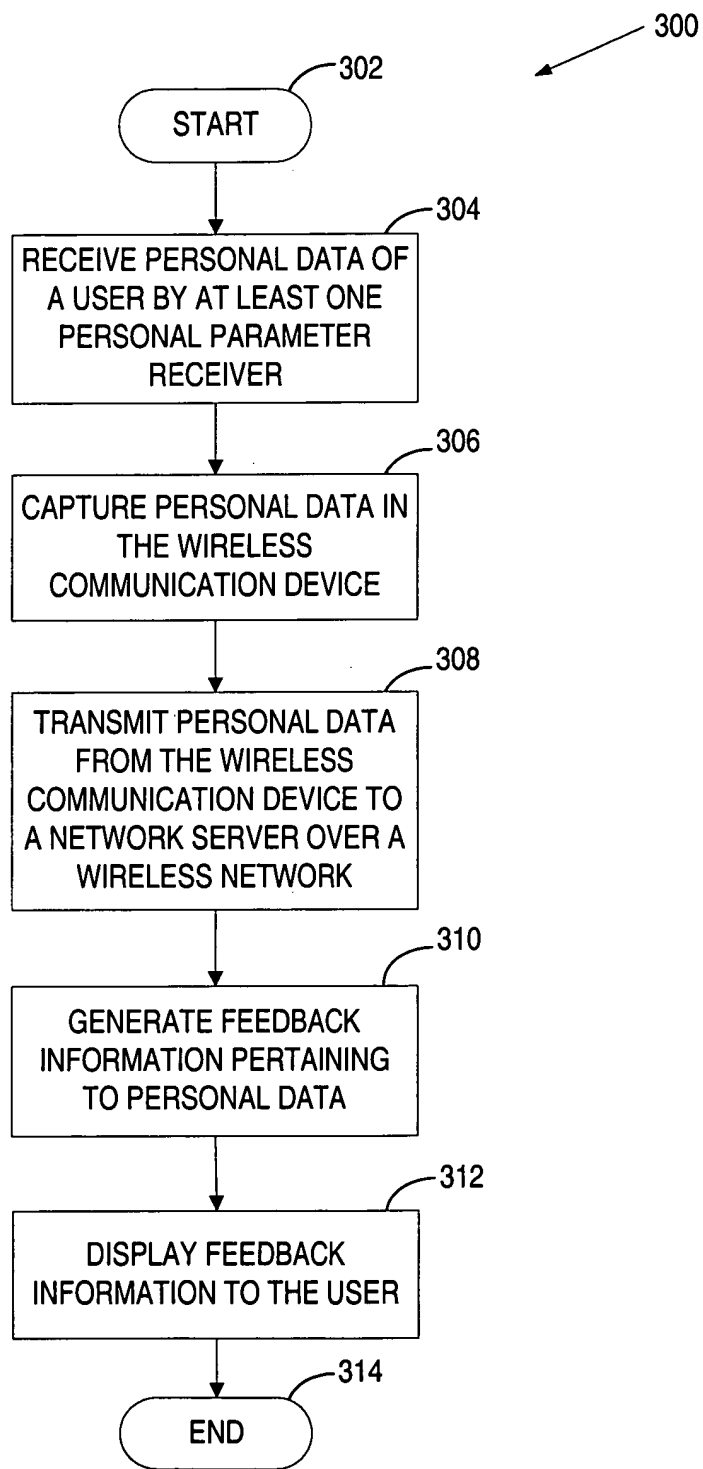 300
302
START
304
RECEIVE PERSONAL DATA OF
A USER BY AT LEAST ONE
PERSONAL PARAMETER
RECEIVER
306
CAPTURE PERSONAL DATA IN
THE WIRELESS
COMMUNICATION DEVICE
308
TRANSMIT PERSONAL DATA
FROM THE WIRELESS
COMMUNICATION DEVICE TO
A NETWORK SERVER OVER A
WIRELESS NETWORK
310
GENERATE FEEDBACK
INFORMATION PERTAINING
TO PERSONAL DATA
312
DISPLAY FEEDBACK
INFORMATION TO THE USER
314
END